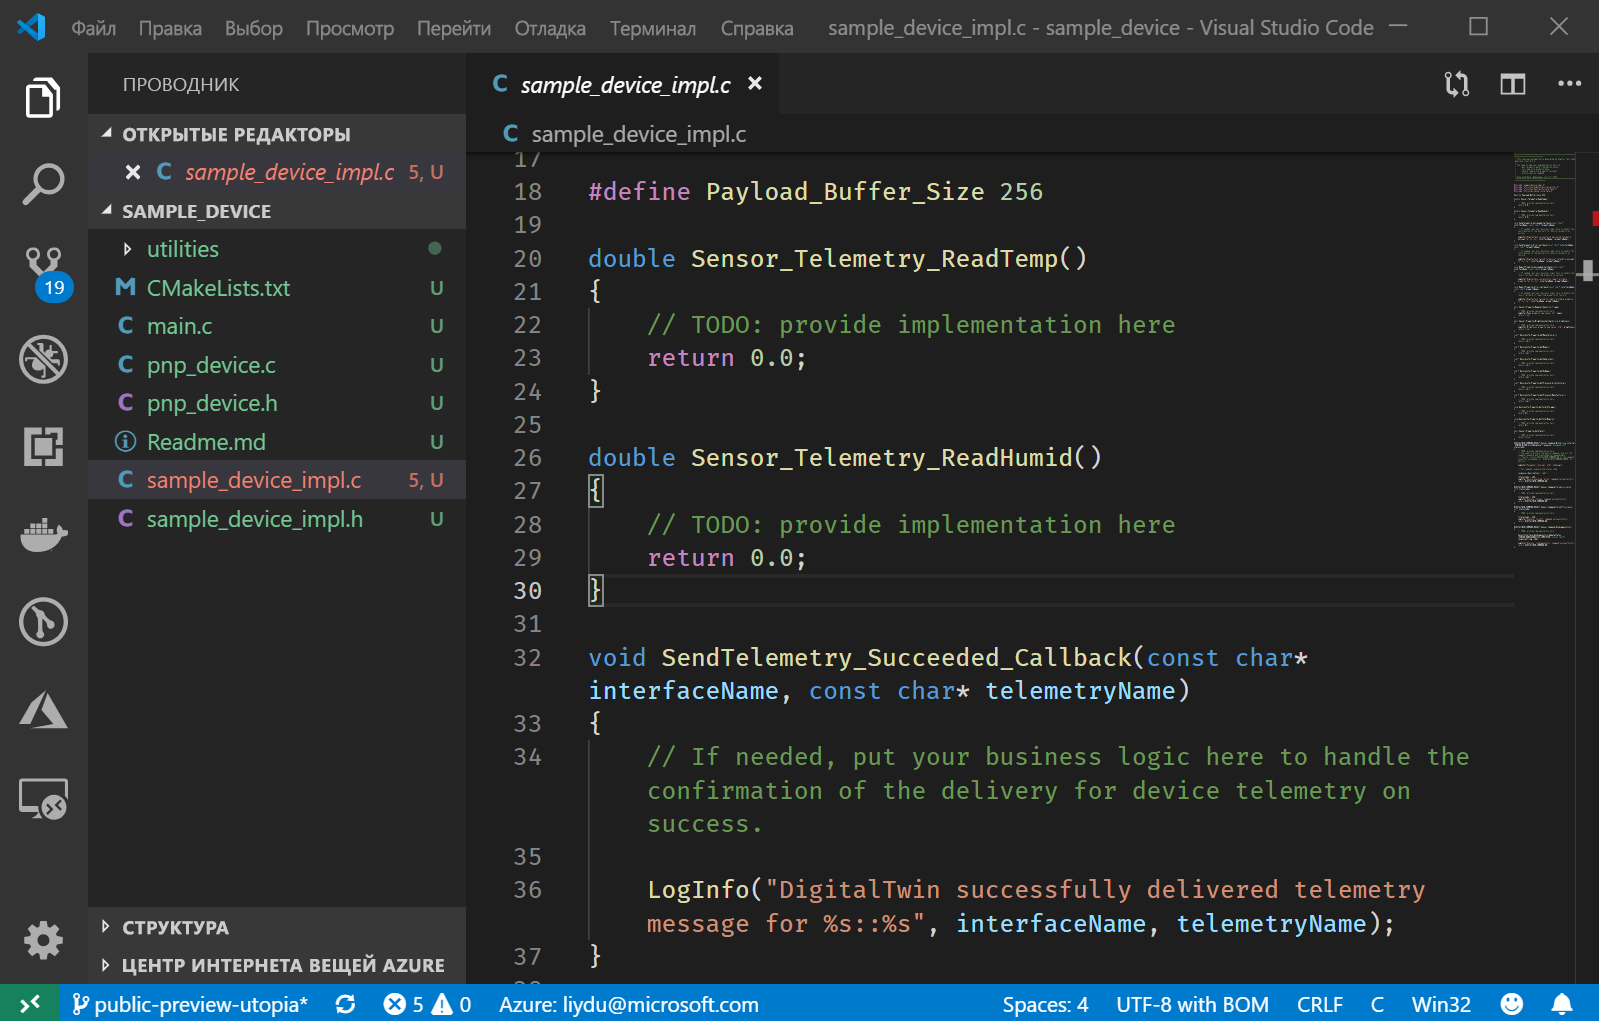 Файл Правка Выбор Просмотр Перейти Отладка Терминал Справка sample_device_impl.c - sample_device - Visual Studio Code
ПРОВОДНИК
ОТКРЫТЫЕ РЕДАКТОРЫ
sample_device_impl.c 5, U
SAMPLE_DEVICE
utilities
CMakeLists.txt U
main.c U
pnp_device.c U
pnp_device.h U
Readme.md U
sample_device_impl.c 5, U
sample_device_impl.h U
СТРУКТУРА
ЦЕНТР ИНТЕРНЕТА ВЕЩЕЙ AZURE
19
sample_device_impl.c
sample_device_impl.c
17
18 #define Payload_Buffer_Size 256
19
20 double Sensor_Telemetry_ReadTemp()
21 {
22 // TODO: provide implementation here
23 return 0.0;
24 }
25
26 double Sensor_Telemetry_ReadHumid()
27 {
28 // TODO: provide implementation here
29 return 0.0;
30 }
31
32 void SendTelemetry_Succeeded_Callback(const char*
interfaceName, const char* telemetryName)
33 {
34 // If needed, put your business logic here to handle the
confirmation of the delivery for device telemetry on
success.
35
36 LogInfo("DigitalTwin successfully delivered telemetry
message for %s::%s", interfaceName, telemetryName);
37 }
public-preview-utopia* 5 0 Azure: liydu@microsoft.com Spaces: 4 UTF-8 with BOM CRLF C Win32